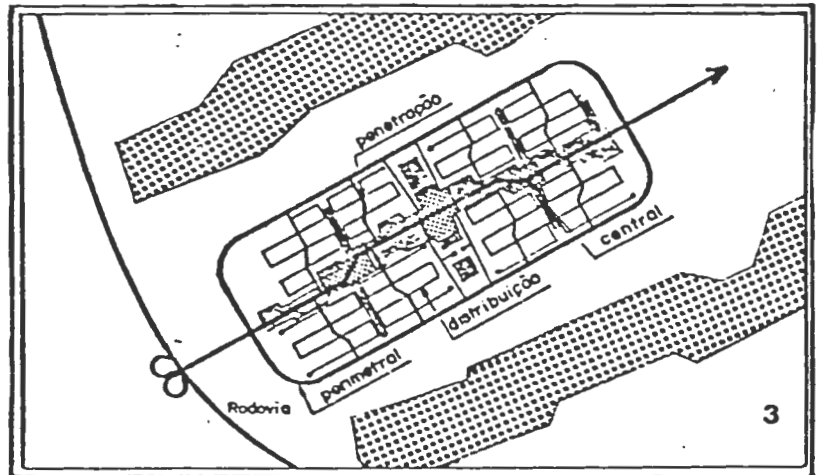 penetração
central
distribuição
perimetral
Rodovia
3